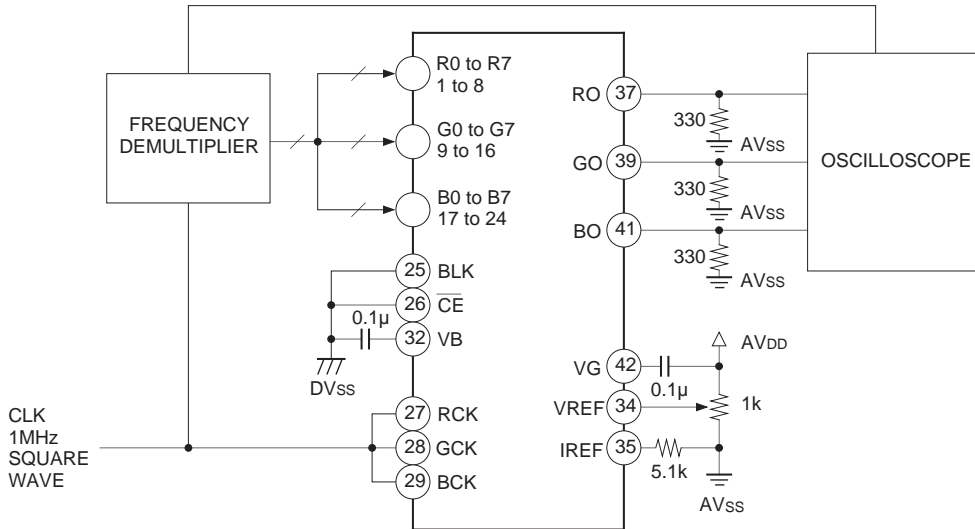 FREQUENCY
DEMULTIPLIER
R0 to R7
1 to 8
G0 to G7
9 to 16
B0 to B7
17 to 24
25 BLK
26 CE
0.1µ
32 VB
DVSS
CLK
1MHz
SQUARE
WAVE
27 RCK
28 GCK
29 BCK
RO 37
330
AVSS
GO 39
330
AVSS
BO 41
330
AVSS
OSCILLOSCOPE
AVDD
VG 42
0.1µ
VREF 34
1k
IREF 35
5.1k
AVSS